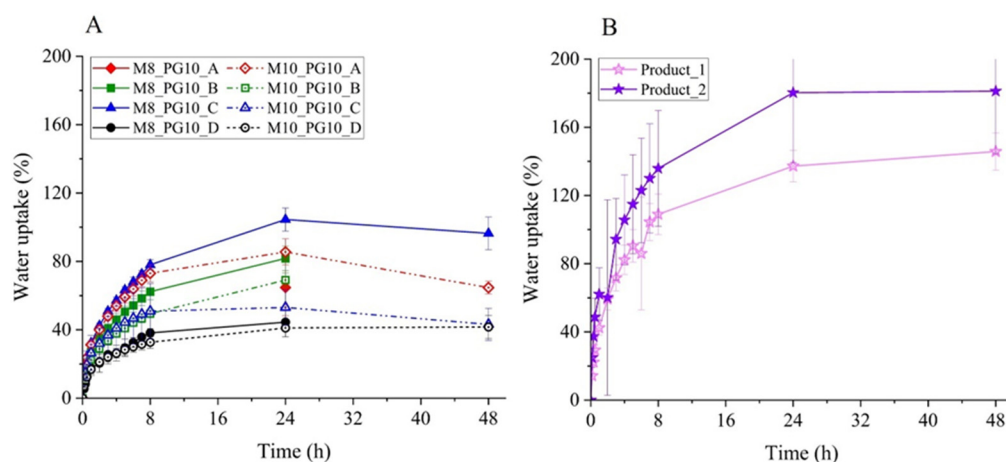 A
200
160
120
80
40
0
Water uptake (%)
M8_PG10_A M10_PG10_A
M8_PG10_B M10_PG10_B
M8_PG10_C M10_PG10_C
M8_PG10_D M10_PG10_D
0 8 16 24 32 40 48
Time (h)
B
200
160
120
80
40
0
Water uptake (%)
Product_1
Product_2
0 8 16 24 32 40 48
Time (h)